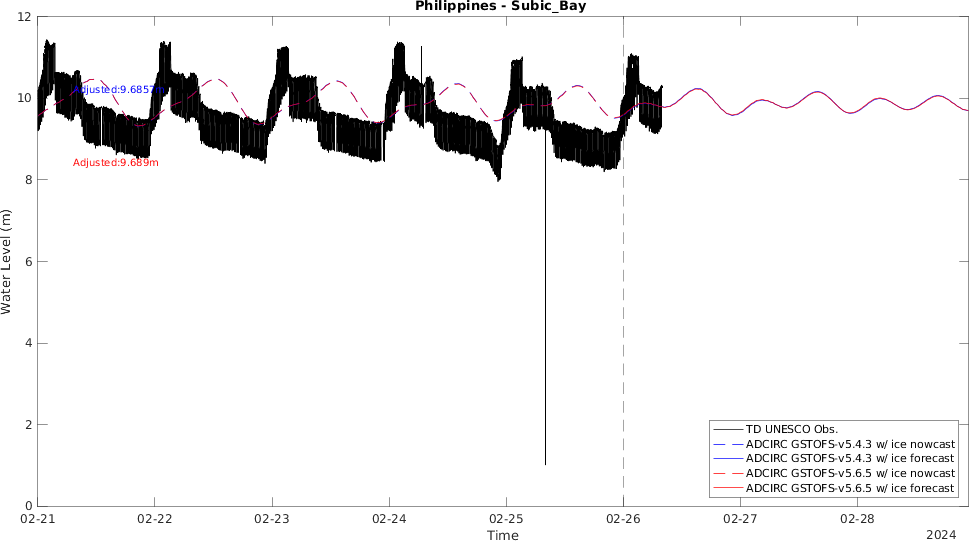 Philippines - Subic_Bay
12
10
8
6
4
2
0
Water Level (m)
Adjusted:9.6857m
Adjusted:9.689m
TD UNESCO Obs.
ADCIRC GSTOFS-v5.4.3 w/ ice nowcast
ADCIRC GSTOFS-v5.4.3 w/ ice forecast
ADCIRC GSTOFS-v5.6.5 w/ ice nowcast
ADCIRC GSTOFS-v5.6.5 w/ ice forecast
02-21 02-22 02-23 02-24 02-25 02-26 02-27 02-28
Time
2024